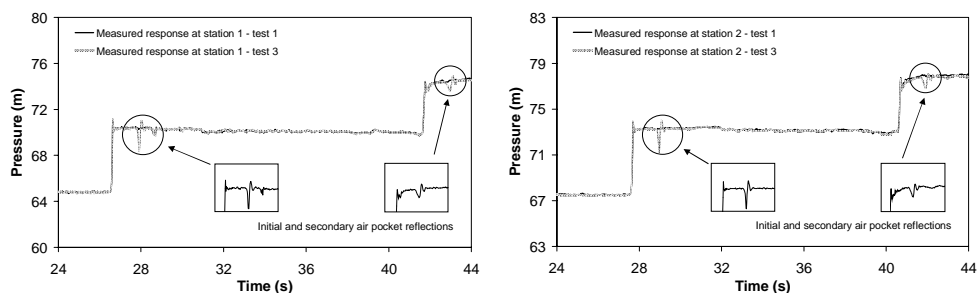 80
Measured response at station 1 - test 1
Measured response at station 1 - test 3
76
72
68
64
60
Pressure (m)
Initial and secondary air pocket reflections
24 28 32 36 40 44
Time (s)
83
Measured response at station 2 - test 1
Measured response at station 2 - test 3
79
75
71
67
63
Pressure (m)
Initial and secondary air pocket reflections
24 28 32 36 40 44
Time (s)